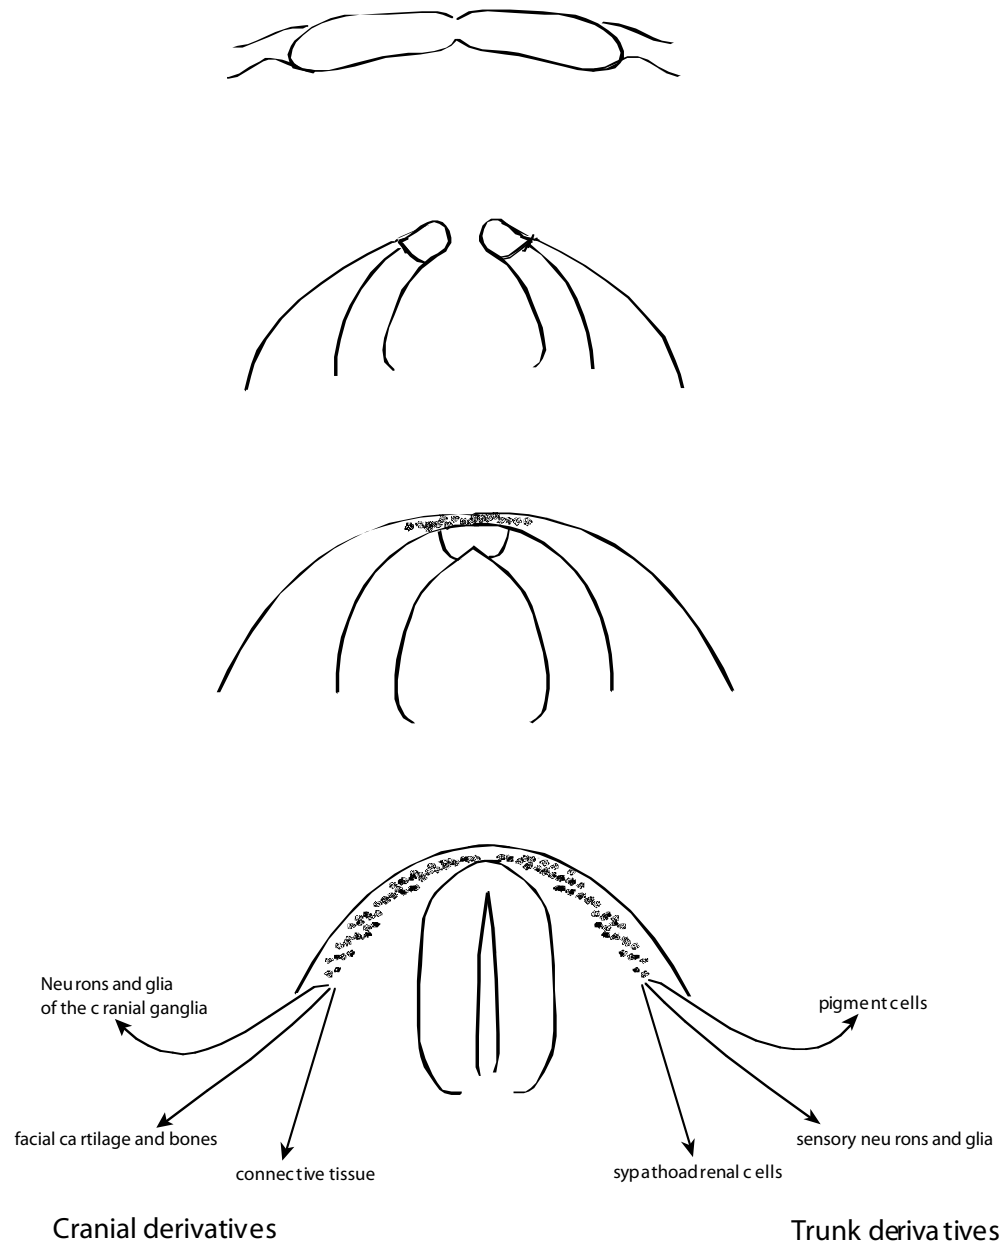 Neurons and glia
of the cranial ganglia
pigment cells
facial cartilage and bones
sensory neurons and glia
connective tissue
sypathoadrenal cells
Cranial derivatives
Trunk derivatives